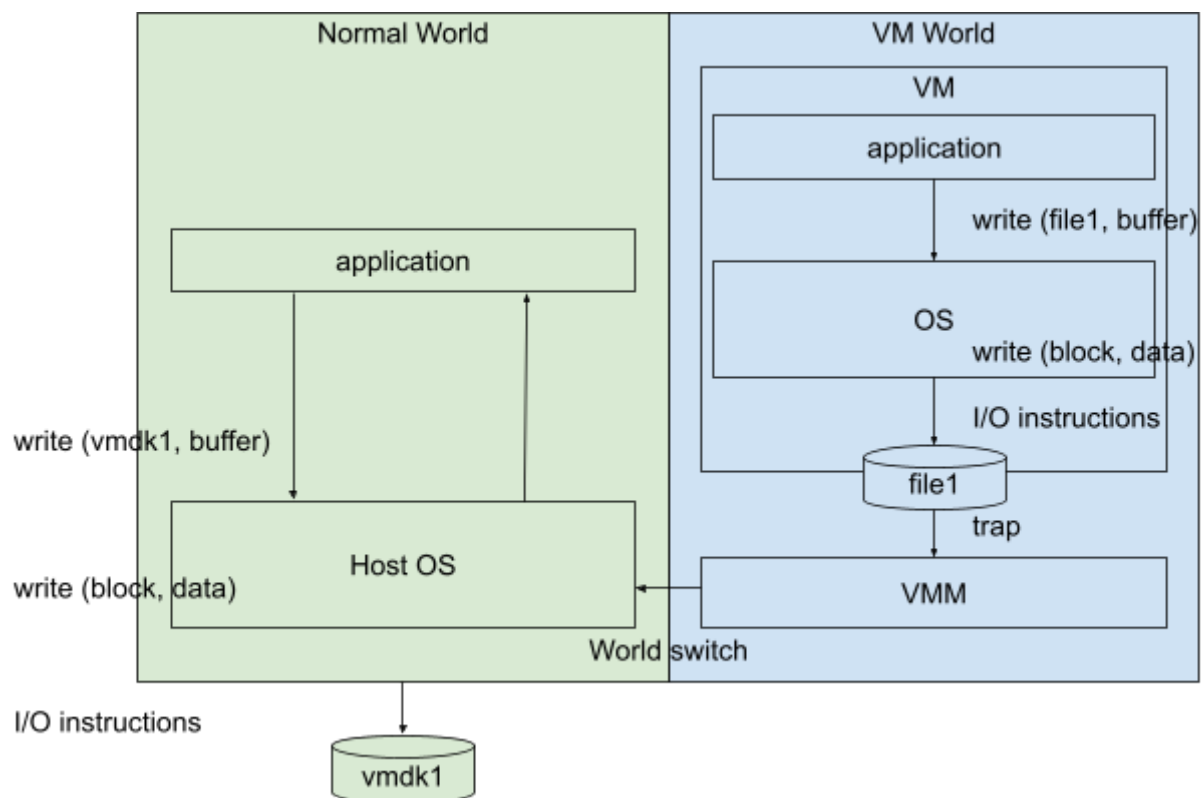 Normal World
VM World
VM
application
write (file1, buffer)
application
OS
write (block, data)
I/O instructions
write (vmdk1, buffer)
file1
trap
Host OS
write (block, data)
VMM
World switch
I/O instructions
vmdk1